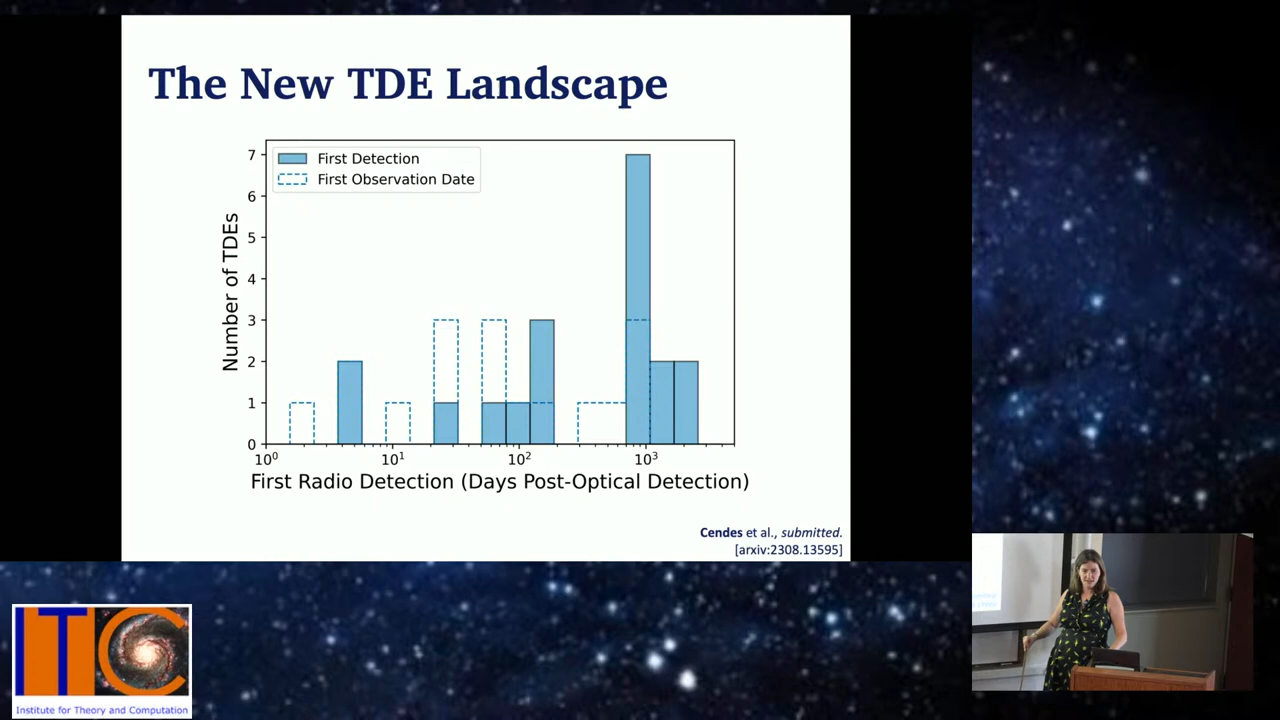 The New TDE Landscape
First Detection
First Observation Date
Number of TDEs
7
6
5
4
3
2
1
0
10⁰
10¹
10²
10³
First Radio Detection (Days Post-Optical Detection)
Cendes et al., submitted.
[arxiv:2308.13595]
ITC
Institute for Theory and Computation